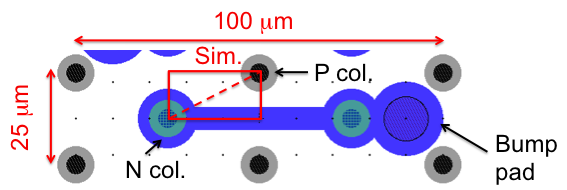 100 μm
Sim.
P col.
25 μm
N col.
Bump
pad